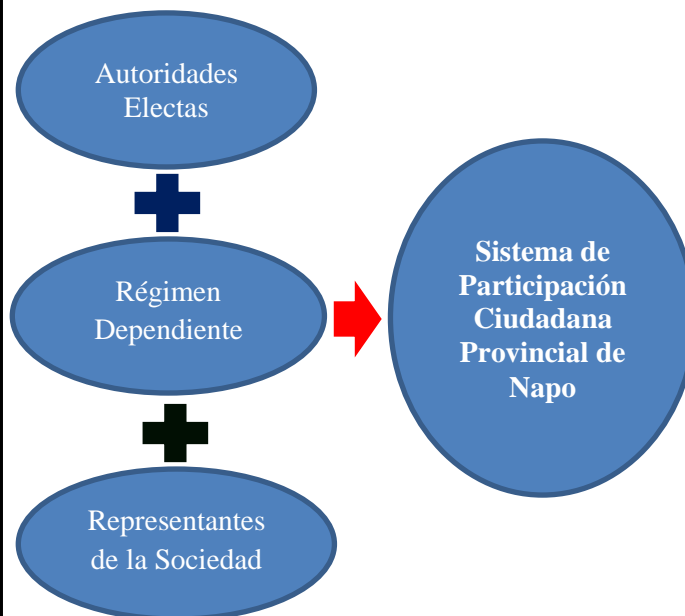 Autoridades
Electas
Régimen
Dependiente
Representantes
de la Sociedad
Sistema de
Participación
Ciudadana
Provincial de
Napo